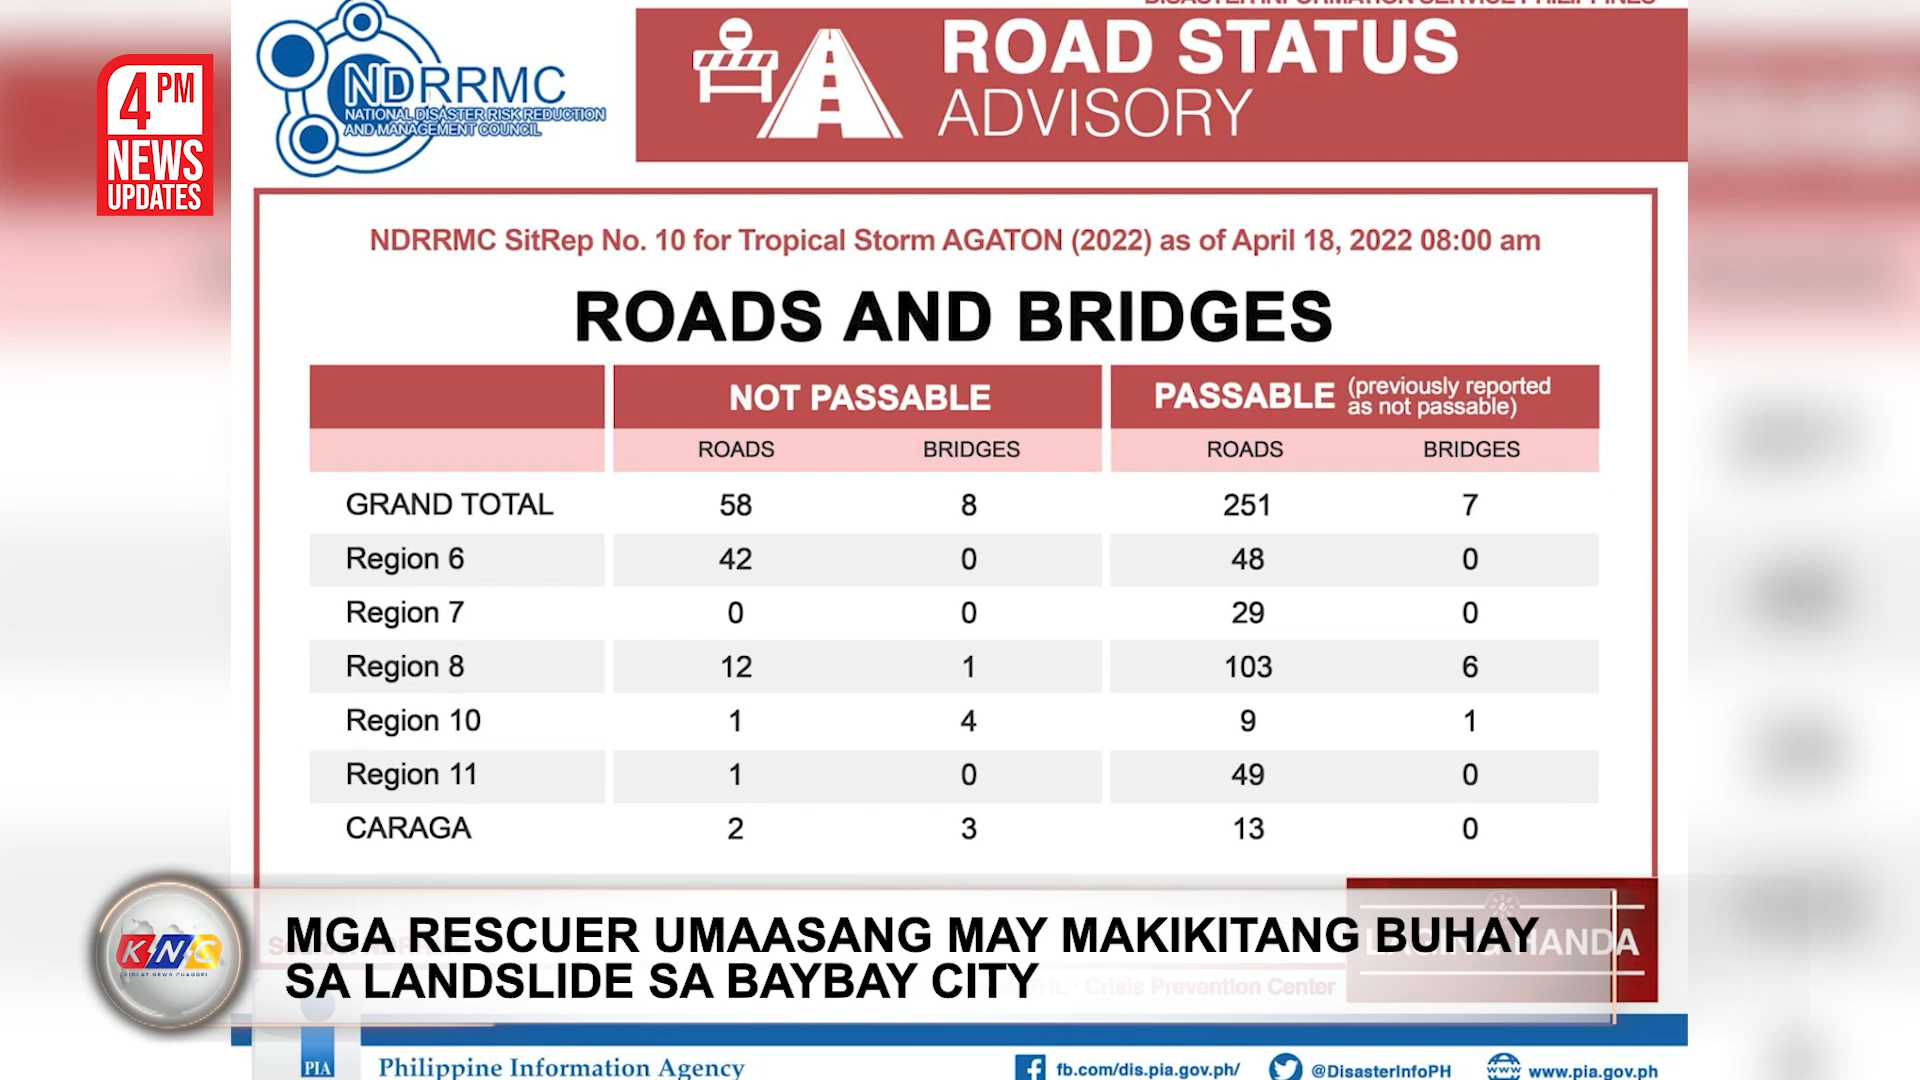 DISASTER INFORMATION SERVICE PHILIPPINES
4 PM
NEWS
UPDATES
NDRRMC
NATIONAL DISASTER RISK REDUCTION
AND MANAGEMENT COUNCIL
ROAD STATUS
ADVISORY
NDRRMC SitRep No. 10 for Tropical Storm AGATON (2022) as of April 18, 2022 08:00 am
ROADS AND BRIDGES
NOT PASSABLE PASSABLE (previously reported
as not passable)
ROADS BRIDGES ROADS BRIDGES
GRAND TOTAL 58 8 251 7
Region 6 42 0 48 0
Region 7 0 0 29 0
Region 8 12 1 103 6
Region 10 1 4 9 1
Region 11 1 0 49 0
CARAGA 2 3 13 0
KNC
MGA RESCUER UMAASANG MAY MAKIKITANG BUHAY
SA LANDSLIDE SA BAYBAY CITY
HANDA
Crisis Prevention Center
PIA
Philippine Information Agency
fb.com/dis.pia.gov.ph/
@DisasterInfoPH
www.pia.gov.ph